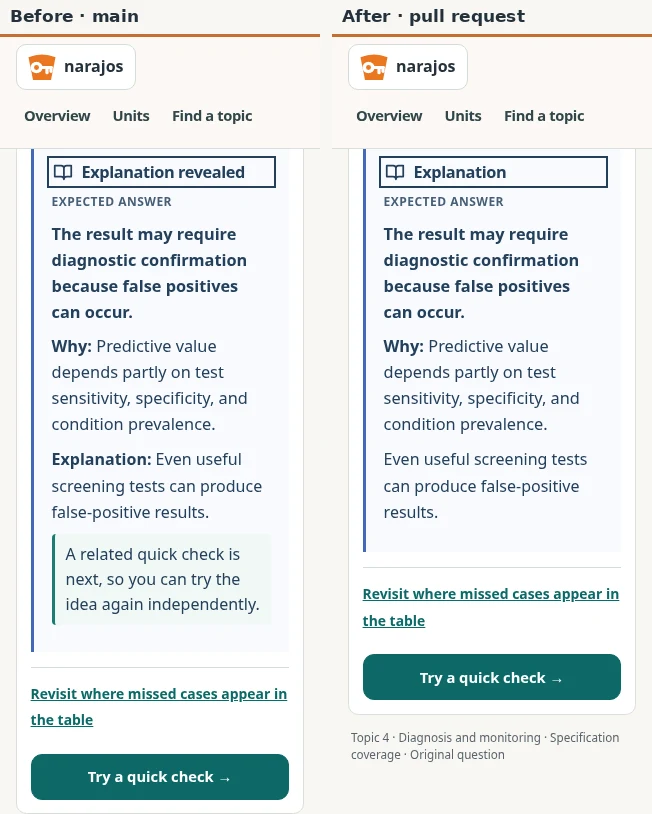 Before · main
narajos
Overview Units Find a topic
Explanation revealed
EXPECTED ANSWER
The result may require
diagnostic confirmation
because false positives
can occur.
Why: Predictive value
depends partly on test
sensitivity, specificity, and
condition prevalence.
Explanation: Even useful
screening tests can produce
false-positive results.
A related quick check is
next, so you can try the
idea again independently.
Revisit where missed cases appear in
the table
Try a quick check →
After · pull request
narajos
Overview Units Find a topic
Explanation
EXPECTED ANSWER
The result may require
diagnostic confirmation
because false positives
can occur.
Why: Predictive value
depends partly on test
sensitivity, specificity, and
condition prevalence.
Even useful screening tests
can produce false-positive
results.
Revisit where missed cases appear in
the table
Try a quick check →
Topic 4 · Diagnosis and monitoring · Specification
coverage · Original question